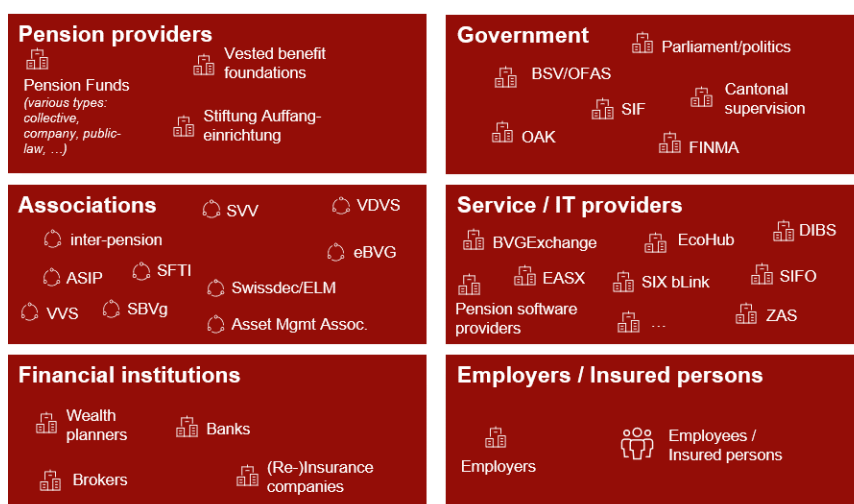 Pension providers
Pension Funds
(various types:
collective,
company, public-
law, ...)
Vested benefit
foundations
Stiftung Auffang-
einrichtung
Government
Parliament/politics
BSV/OFAS
SIF
Cantonal
supervision
OAK
FINMA
Associations
SVV
VDVS
inter-pension
eBVG
ASIP
SFTI
Swissdec/ELM
VVS
SBVg
Asset Mgmt Assoc.
Service / IT providers
BVGExchange
EcoHub
DIBS
EASX
SIX bLink
SIFO
Pension software
providers
...
ZAS
Financial institutions
Wealth
planners
Banks
Brokers
(Re-)Insurance
companies
Employers / Insured persons
Employers
Employees /
Insured persons